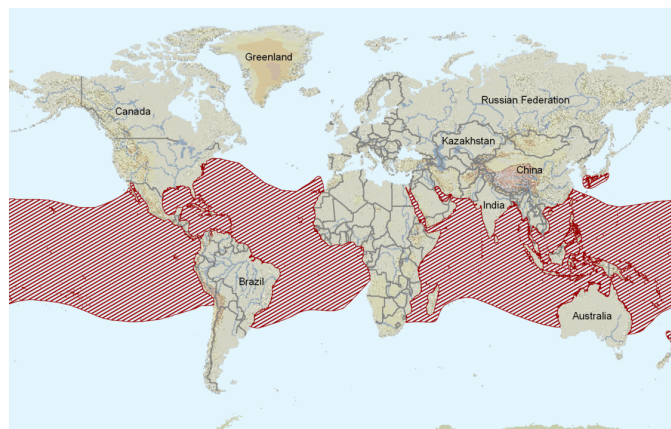 Greenland
Canada
Russian Federation
Kazakhstan
China
India
Brazil
Australia